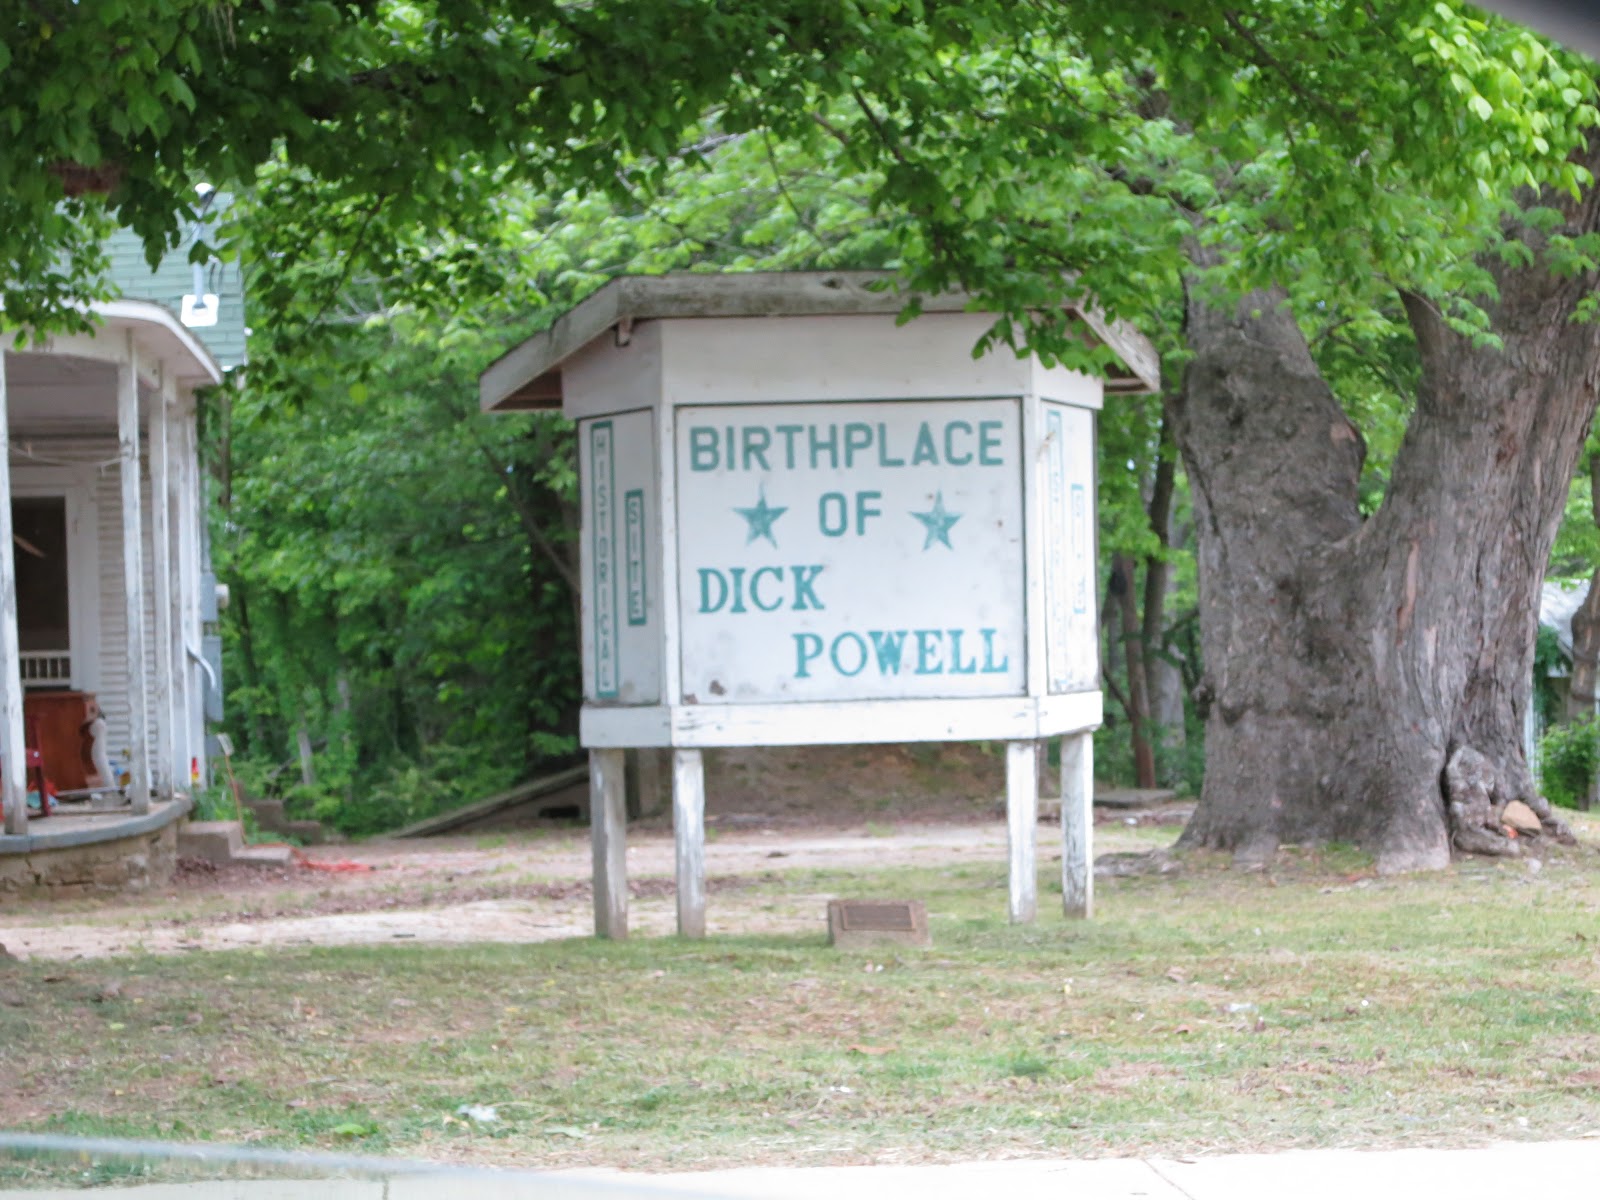 BIRTHPLACE
OF
DICK
POWELL
HISTORICAL
SITE